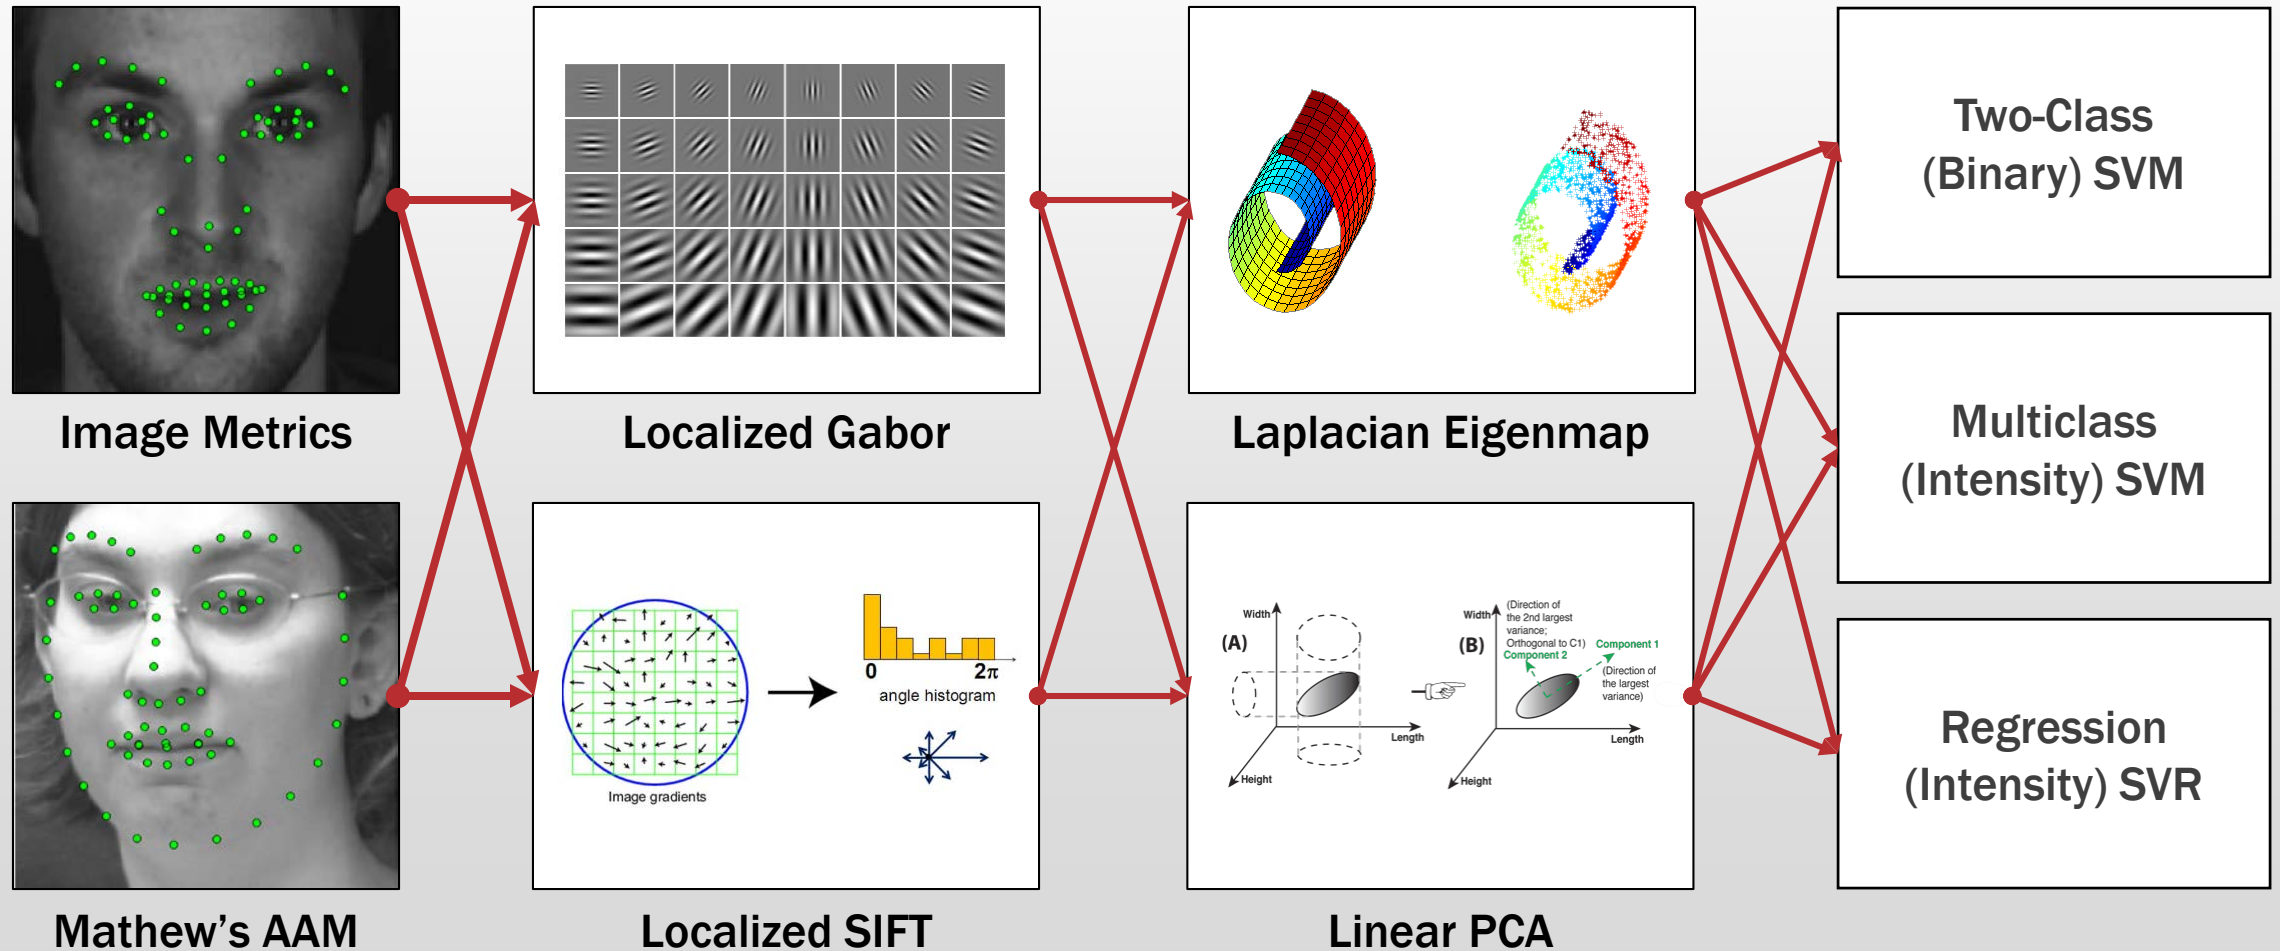 Image Metrics
Mathew's AAM
Localized Gabor
0
2π
angle histogram
Image gradients
Localized SIFT
Laplacian Eigenmap
Width
(A)
Length
Height
Width
(Direction of
the 2nd largest
variance;
Orthogonal to C1)
Component 2
(B)
Component 1
(Direction of
the largest
variance)
Length
Height
Linear PCA
Two-Class
(Binary) SVM
Multiclass
(Intensity) SVM
Regression
(Intensity) SVR